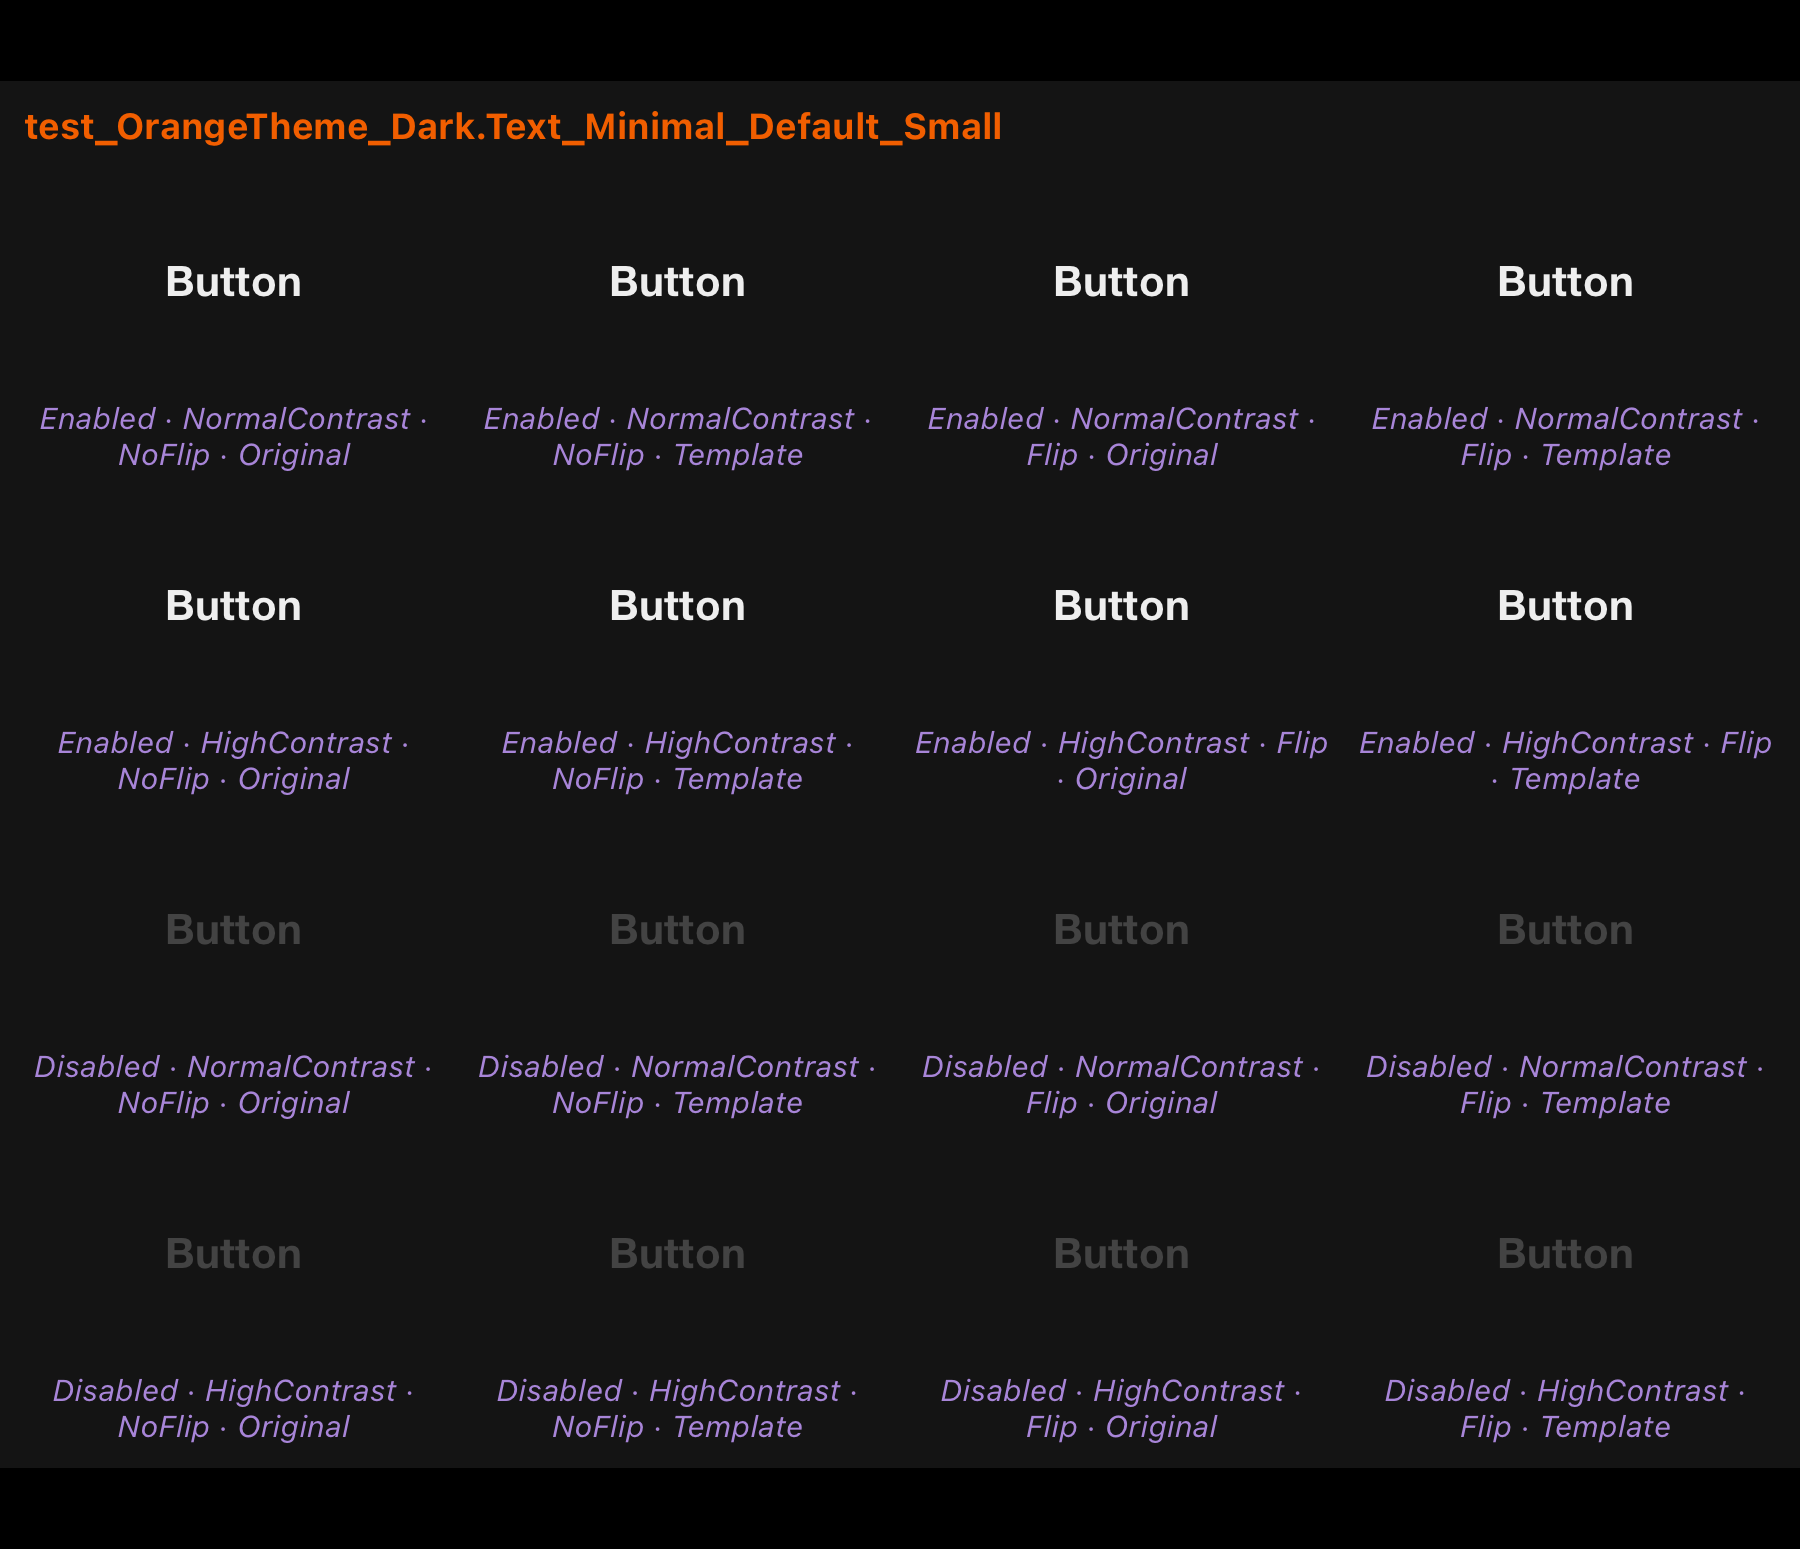 test_OrangeTheme_Dark.Text_Minimal_Default_Small
Button Button Button Button
Enabled · NormalContrast ·
NoFlip · Original
Enabled · NormalContrast ·
NoFlip · Template
Enabled · NormalContrast ·
Flip · Original
Enabled · NormalContrast ·
Flip · Template
Button Button Button Button
Enabled · HighContrast ·
NoFlip · Original
Enabled · HighContrast ·
NoFlip · Template
Enabled · HighContrast · Flip
· Original
Enabled · HighContrast · Flip
· Template
Button Button Button Button
Disabled · NormalContrast ·
NoFlip · Original
Disabled · NormalContrast ·
NoFlip · Template
Disabled · NormalContrast ·
Flip · Original
Disabled · NormalContrast ·
Flip · Template
Button Button Button Button
Disabled · HighContrast ·
NoFlip · Original
Disabled · HighContrast ·
NoFlip · Template
Disabled · HighContrast ·
Flip · Original
Disabled · HighContrast ·
Flip · Template